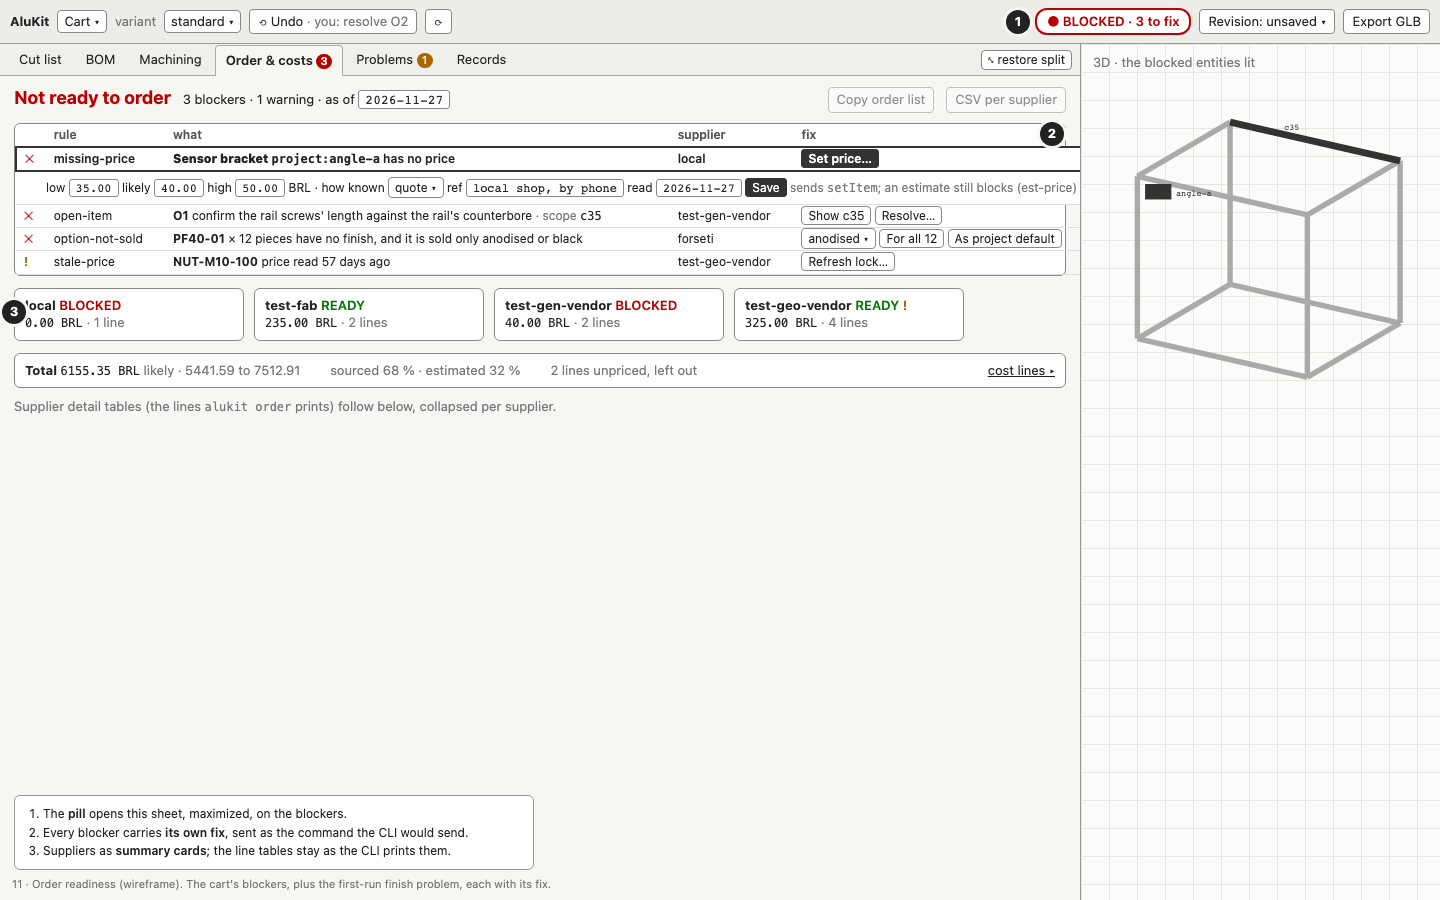 AluKit Cart ▾ variant standard ▾ ⟲ Undo · you: resolve O2 ⟳ 1 ● BLOCKED · 3 to fix Revision: unsaved ▾ Export GLB
Cut list BOM Machining Order & costs 3 Problems 1 Records ⤡ restore split
3D · the blocked entities lit
Not ready to order 3 blockers · 1 warning · as of 2026-11-27 Copy order list CSV per supplier
rule what supplier fix 2
✕ missing-price Sensor bracket project:angle-a has no price local Set price...
low 35.00 likely 40.00 high 50.00 BRL · how known quote ▾ ref local shop, by phone read 2026-11-27 Save sends setItem; an estimate still blocks (est-price)
✕ open-item O1 confirm the rail screws' length against the rail's counterbore · scope c35 test-gen-vendor Show c35 Resolve...
✕ option-not-sold PF40-01 × 12 pieces have no finish, and it is sold only anodised or black forseti anodised ▾ For all 12 As project default
! stale-price NUT-M10-100 price read 57 days ago test-geo-vendor Refresh lock...
c35
angle-a
3 local BLOCKED
0.00 BRL · 1 line
test-fab READY
235.00 BRL · 2 lines
test-gen-vendor BLOCKED
40.00 BRL · 2 lines
test-geo-vendor READY !
325.00 BRL · 4 lines
Total 6155.35 BRL likely · 5441.59 to 7512.91 sourced 68 % · estimated 32 % 2 lines unpriced, left out cost lines ▸
Supplier detail tables (the lines alukit order prints) follow below, collapsed per supplier.
1. The pill opens this sheet, maximized, on the blockers.
2. Every blocker carries its own fix, sent as the command the CLI would send.
3. Suppliers as summary cards; the line tables stay as the CLI prints them.
11 · Order readiness (wireframe). The cart's blockers, plus the first-run finish problem, each with its fix.